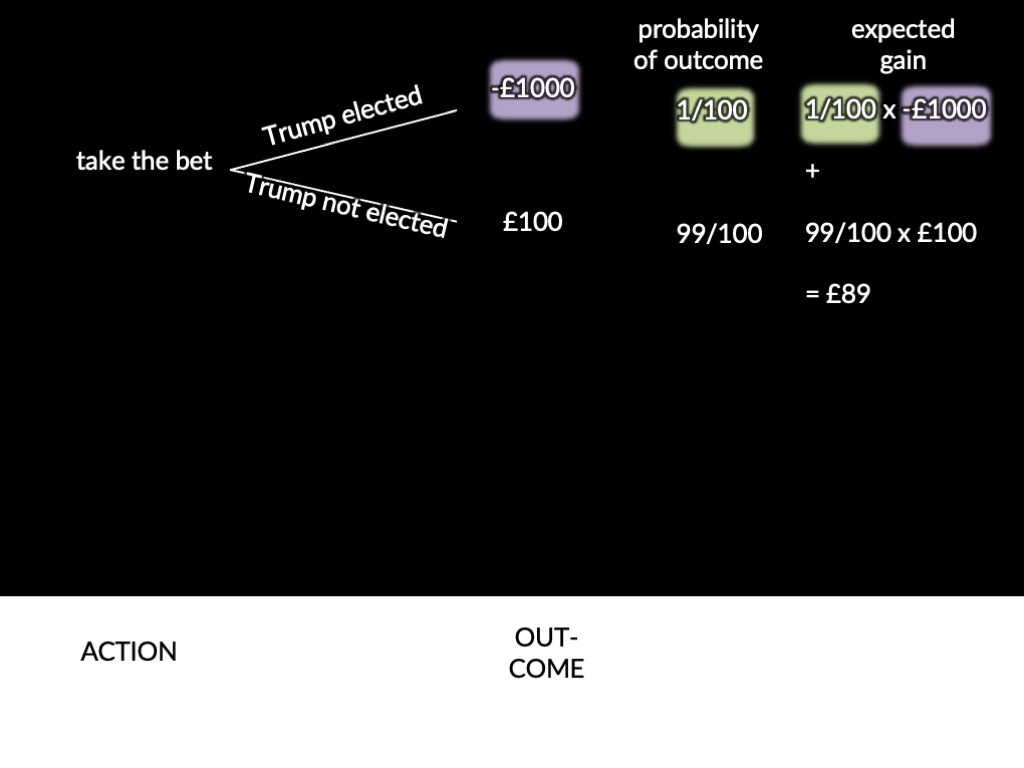 probability
of outcome
expected
gain
take the bet
Trump elected
-£1000
1/100
1/100 x -£1000
+
Trump not elected
£100
99/100
99/100 x £100
= £89
ACTION
OUT-
COME